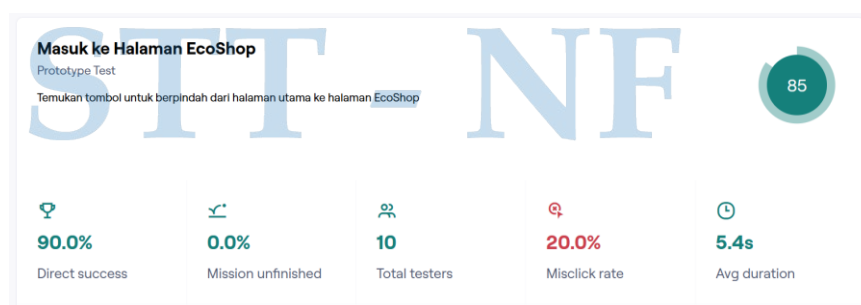 STT - NF
Masuk ke Halaman EcoShop
Prototype Test
Temukan tombol untuk berpindah dari halaman utama ke halaman EcoShop
85
90.0%
Direct success
0.0%
Mission unfinished
10
Total testers
20.0%
Misclick rate
5.4s
Avg duration